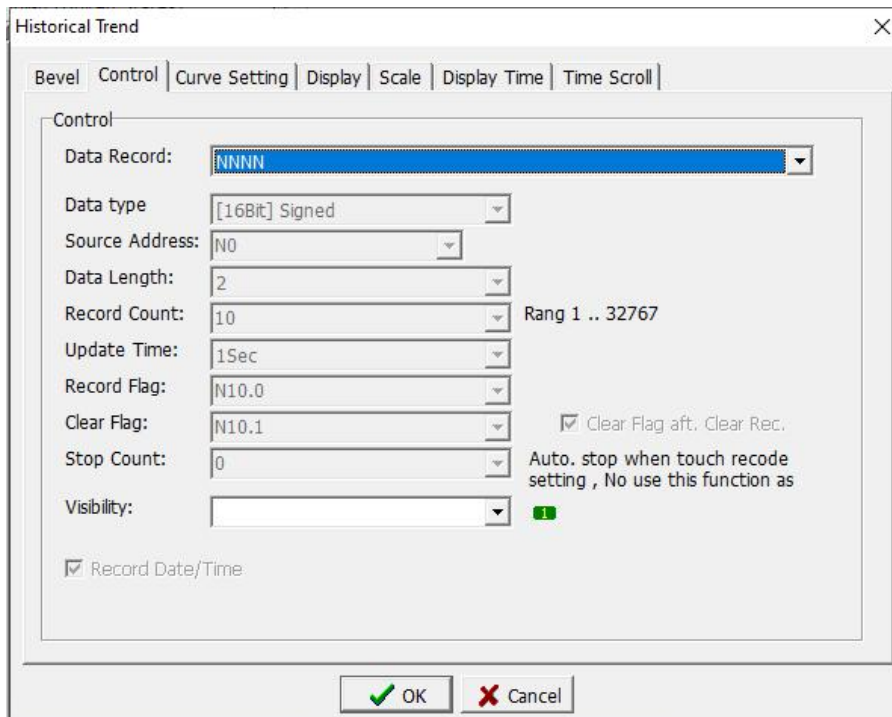 Historical Trend
Bevel Control Curve Setting Display Scale Display Time Time Scroll
Control
Data Record: NNNN
Data type [16Bit] Signed
Source Address: N0
Data Length: 2
Record Count: 10 Rang 1 .. 32767
Update Time: 1Sec
Record Flag: N10.0
Clear Flag: N10.1 Clear Flag aft. Clear Rec.
Stop Count: 0 Auto. stop when touch recode
setting , No use this function as
Visibility: 1
Record Date/Time
OK Cancel